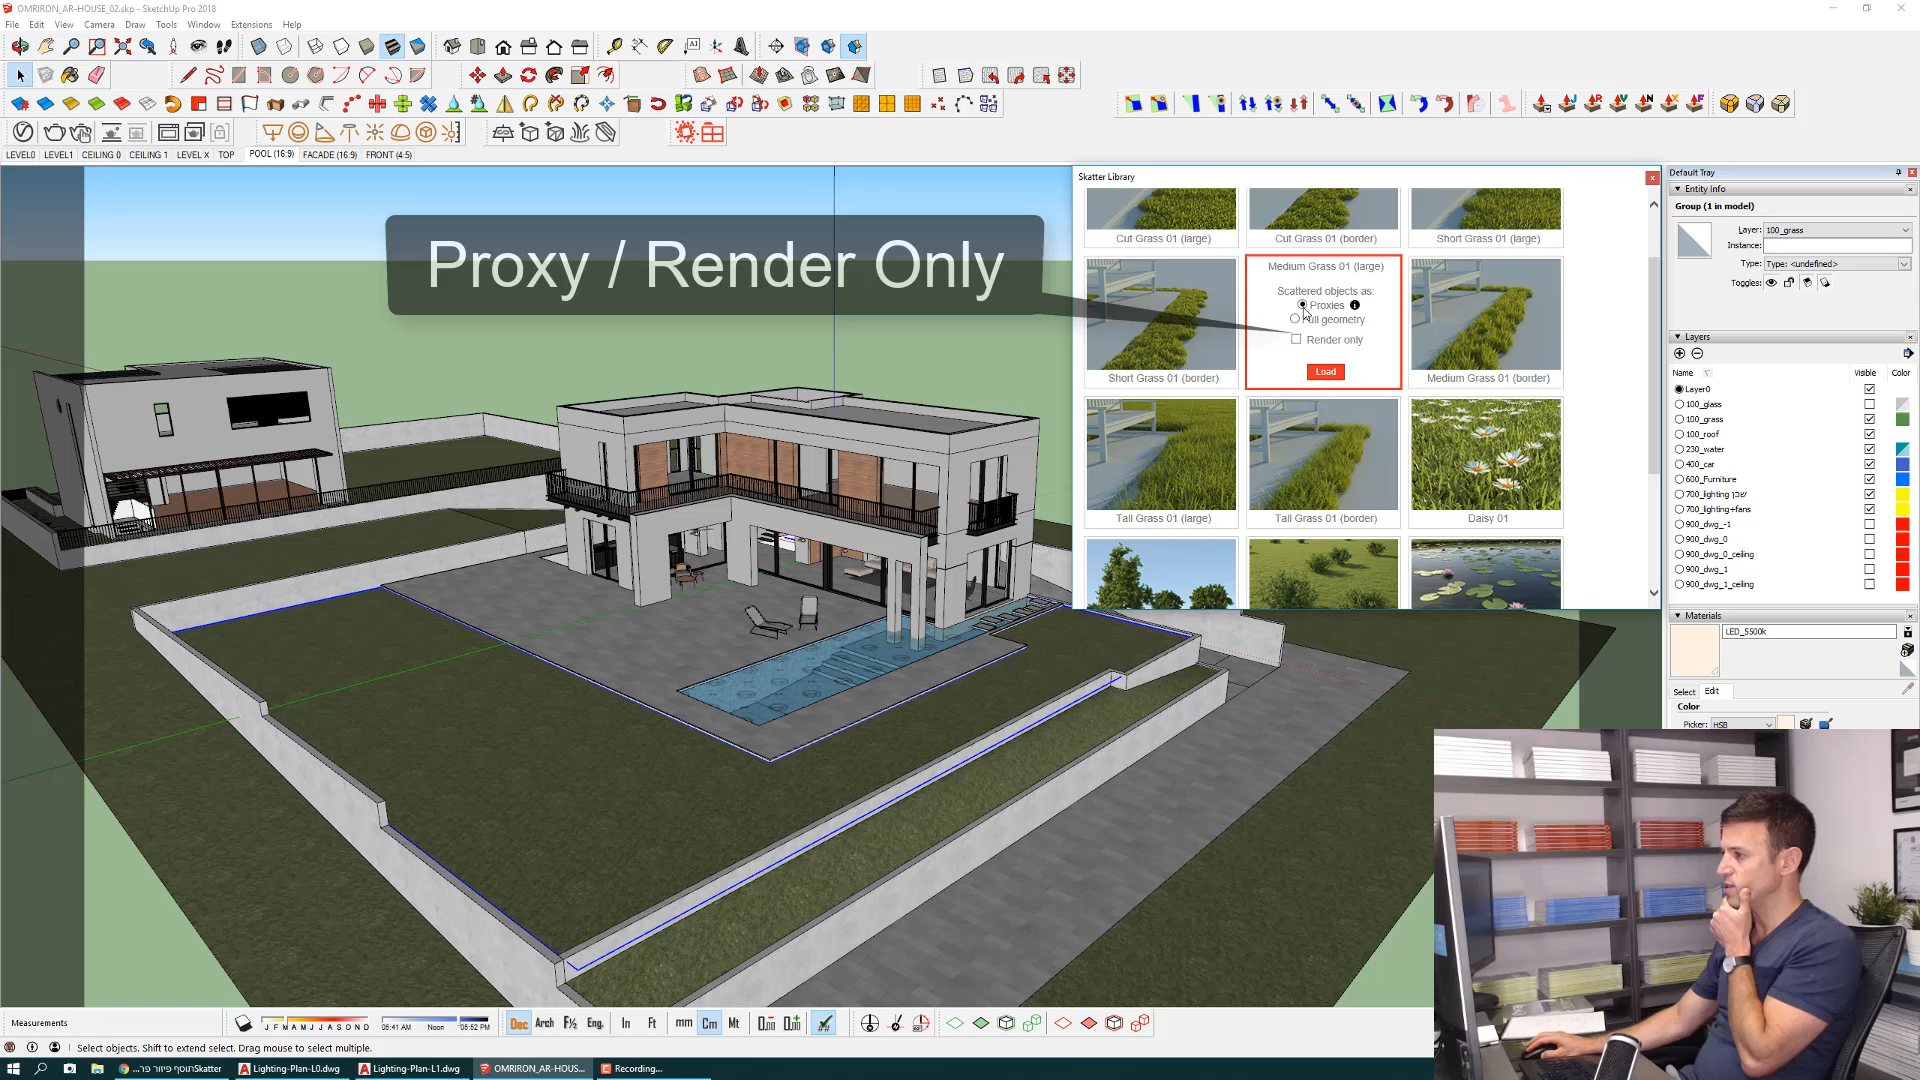 OMRIRON_AR-HOUSE_02.skp - SketchUp Pro 2018
File Edit View Camera Draw Tools Window Extensions Help
LEVEL0 LEVEL1 CEILING 0 CEILING 1 LEVEL X TOP POOL (16:9) FACADE (16:9) FRONT (4:5)
Proxy / Render Only
Skatter Library
Cut Grass 01 (large)
Cut Grass 01 (border)
Short Grass 01 (large)
Medium Grass 01 (large)
Scattered objects as:
Proxies
Full geometry
Render only
Load
Short Grass 01 (border)
Medium Grass 01 (border)
Tall Grass 01 (large)
Tall Grass 01 (border)
Daisy 01
Default Tray
Entity Info
Group (1 in model)
Layer: 100_grass
Instance:
Type: Type: <undefined>
Toggles:
Layers
Name Visible Color
Layer0
100_glass
100_grass
100_roof
230_water
400_car
600_Furniture
700_lighting שכן
700_lighting+fans
900_dwg_-1
900_dwg_0
900_dwg_0_ceiling
900_dwg_1
900_dwg_1_ceiling
Materials
LED_5500k
Select Edit
Color
Picker: HSB
Measurements
J F M A M J J A S O N D
05:41 AM Noon 05:52 PM
Dec Arch F½ Eng. In Ft mm Cm Mt
Select objects. Shift to extend select. Drag mouse to select multiple.
תוסף פיזור פר...Skatter
Lighting-Plan-L0.dwg
Lighting-Plan-L1.dwg
OMRIRON_AR-HOUS...
Recording...